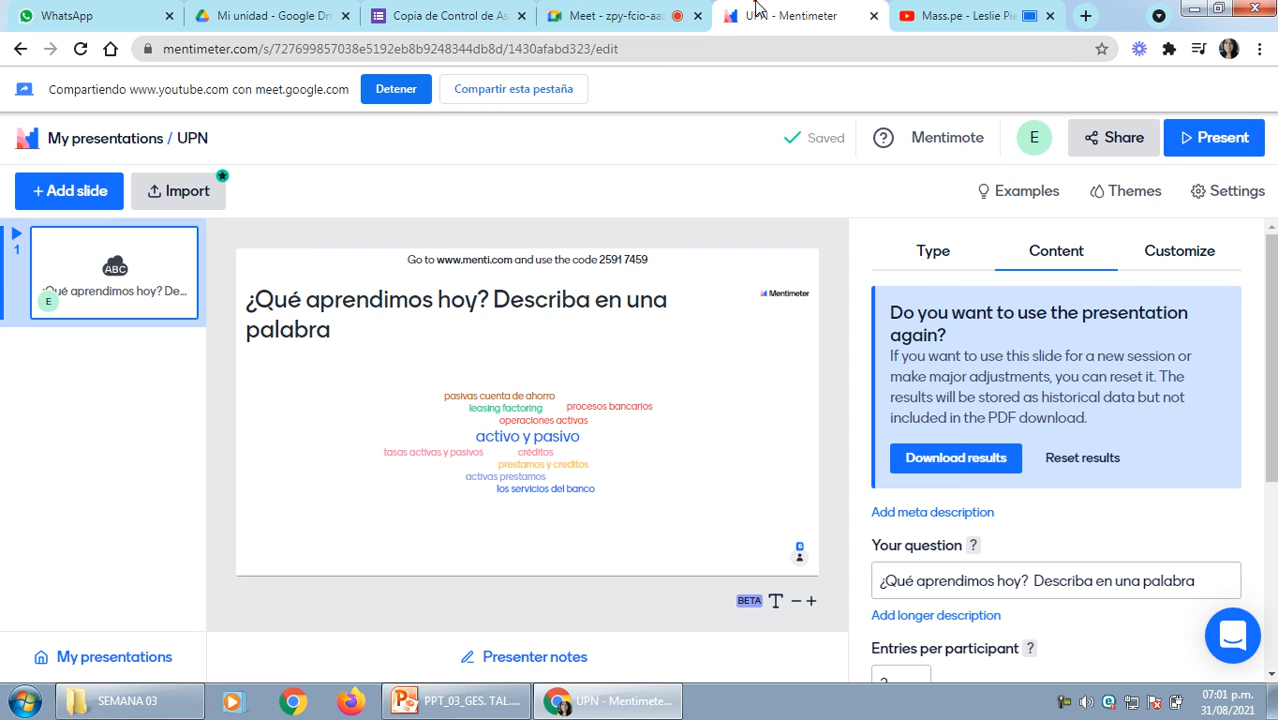 WhatsApp
Mi unidad - Google Dri
Copia de Control de As
Meet - zpy-fcio-aa
UPN - Mentimeter
Mass.pe - Leslie Pie
mentimeter.com/s/727699857038e5192eb8b9248344db8d/1430afabd323/edit
Compartiendo www.youtube.com con meet.google.com
Detener
Compartir esta pestaña
My presentations / UPN
Saved
Mentimote
E
Share
Present
+ Add slide
Import
Examples
Themes
Settings
1
ABC
¿Qué aprendimos hoy? De...
E
Go to www.menti.com and use the code 2591 7459
¿Qué aprendimos hoy? Describa en una
palabra
Mentimeter
pasivas cuenta de ahorro
leasing factoring
procesos bancarios
operaciones activas
activo y pasivo
tasas activas y pasivos
créditos
prestamos y creditos
activas prestamos
los servicios del banco
BETA
Type
Content
Customize
Do you want to use the presentation
again?
If you want to use this slide for a new session or
make major adjustments, you can reset it. The
results will be stored as historical data but not
included in the PDF download.
Download results
Reset results
Add meta description
Your question ?
¿Qué aprendimos hoy? Describa en una palabra
Add longer description
Entries per participant ?
My presentations
Presenter notes
SEMANA 03
PPT_03_GES. TAL....
UPN - Mentimete...
07:01 p.m.
31/08/2021